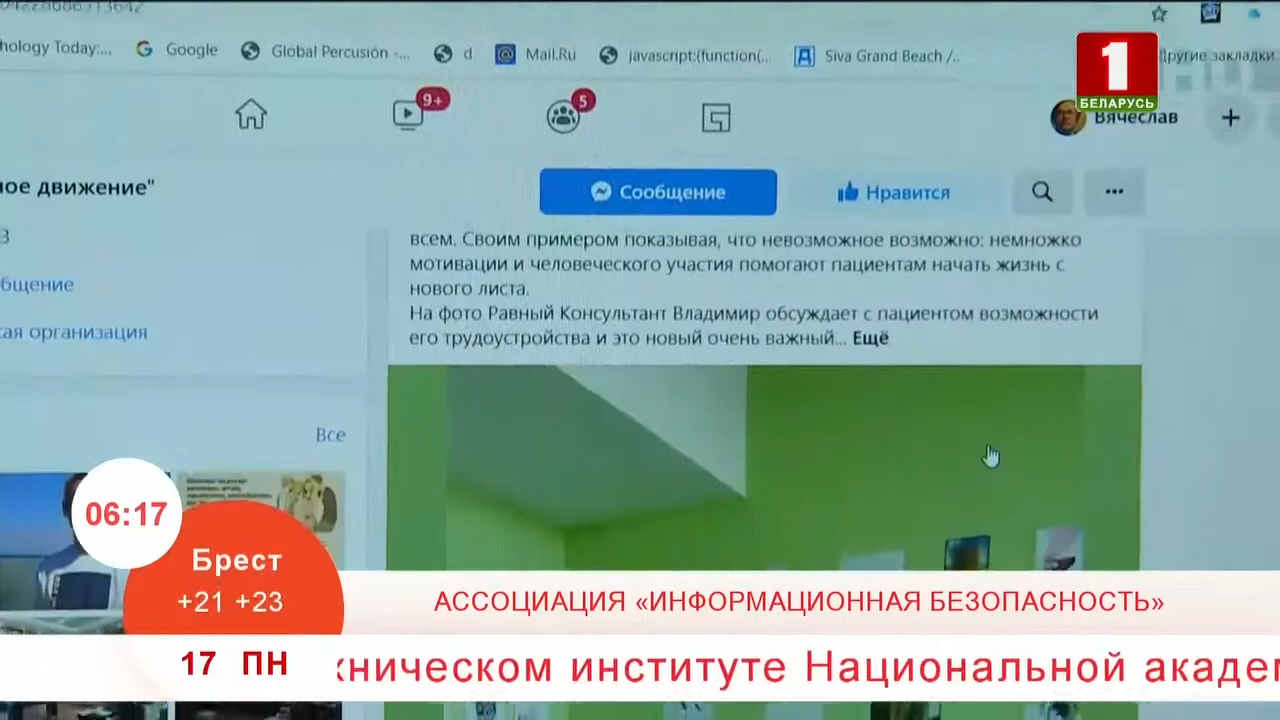 hology Today:...
Google
Global Percusión -...
d
Mail.Ru
javascript:(function(...
Siva Grand Beach /..
Другие закладки
1
БЕЛАРУСЬ
9+
5
Вячеслав
ное движение"
Сообщение
Нравится
3
бщение
ая организация
всем. Своим примером показывая, что невозможное возможно: немножко
мотивации и человеческого участия помогают пациентам начать жизнь с
нового листа.
На фото Равный Консультант Владимир обсуждает с пациентом возможности
его трудоустройства и это новый очень важный... Ещё
Все
06:17
Брест
+21 +23
АССОЦИАЦИЯ «ИНФОРМАЦИОННАЯ БЕЗОПАСНОСТЬ»
17 ПН
хническом институте Национальной академ